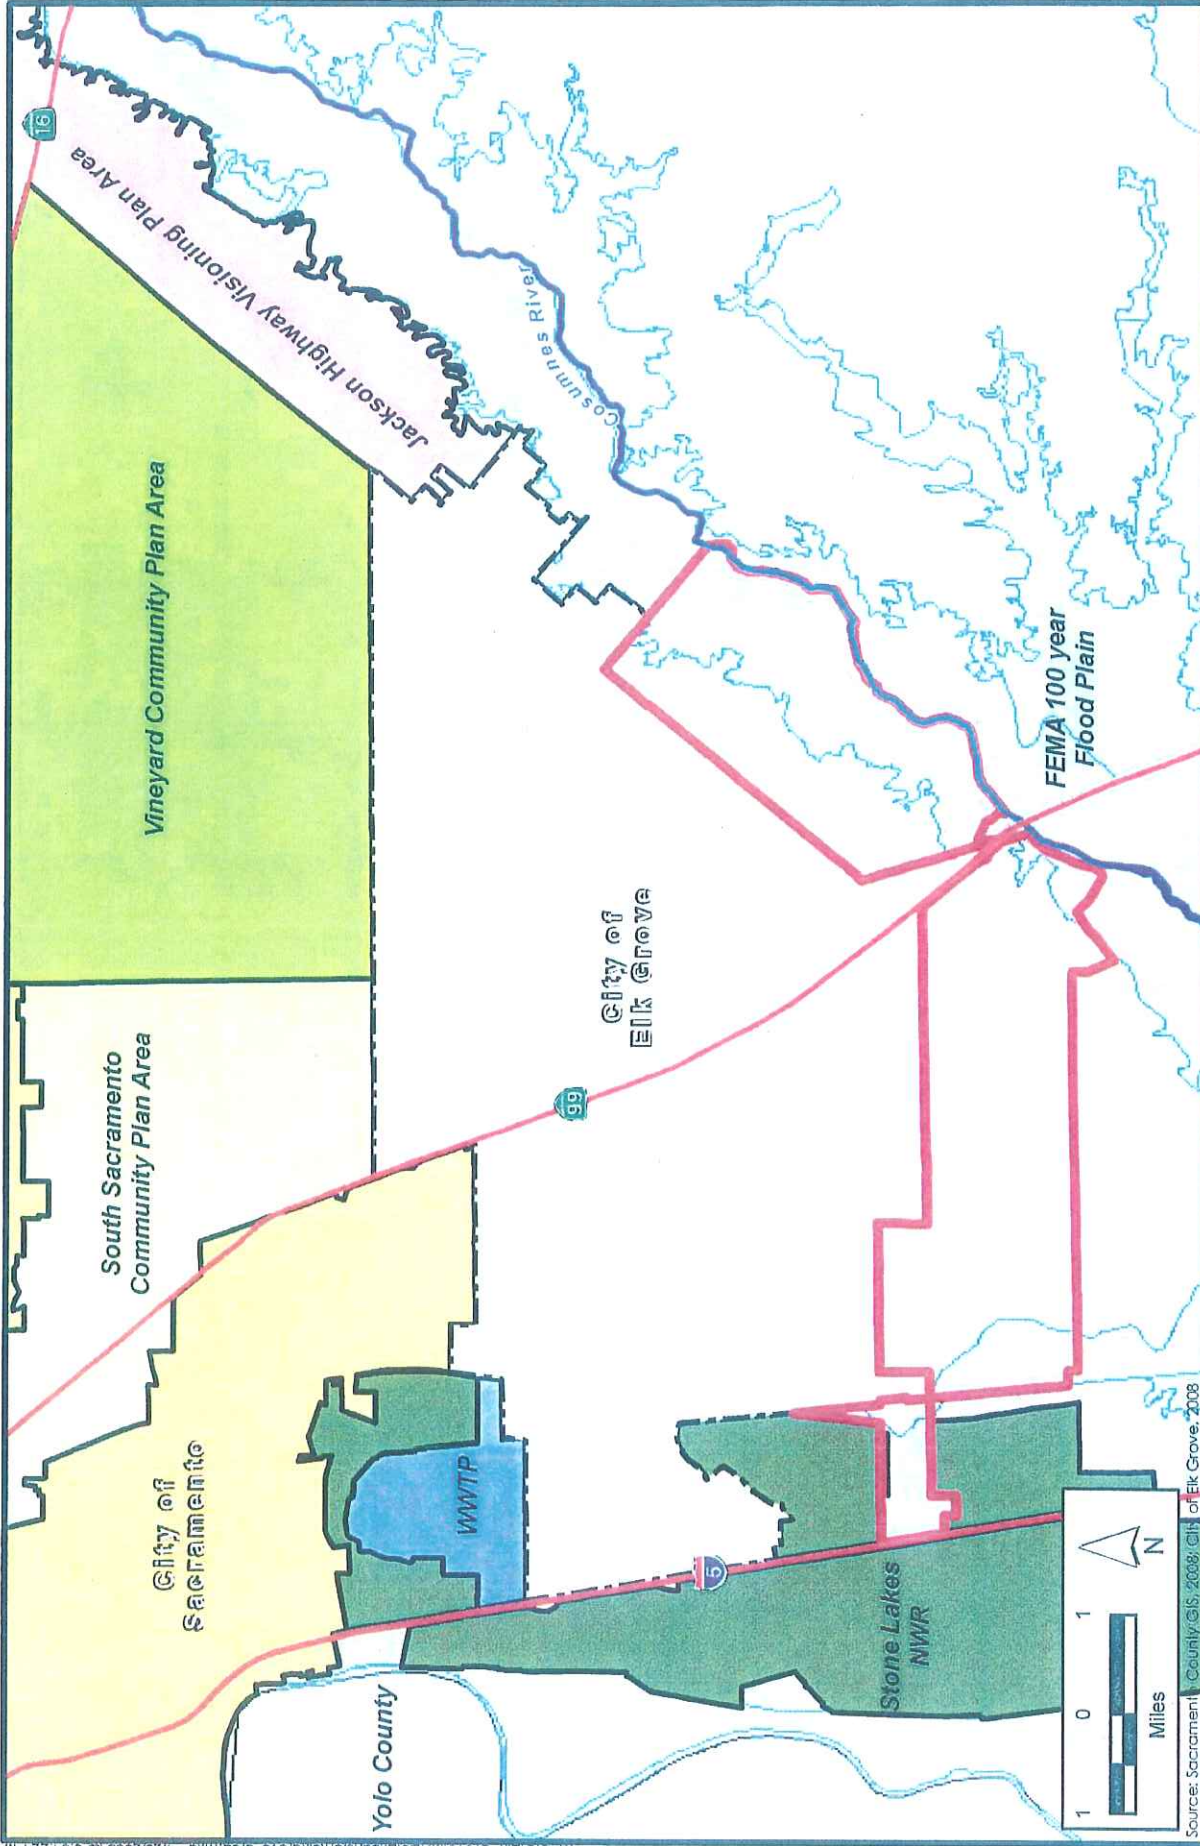 16
Jackson Highway Visioning Plan Area
Vineyard Community Plan Area
South Sacramento
Community Plan Area
City of
Sacramento
Yolo County
WWTP
City of
Elk Grove
99
Cosumnes River
5
Stone Lakes
NWR
FEMA 100 year
Flood Plain
1 0 1
Miles
N
Source: Sacramento County GIS, 2008; City of Elk Grove, 2008